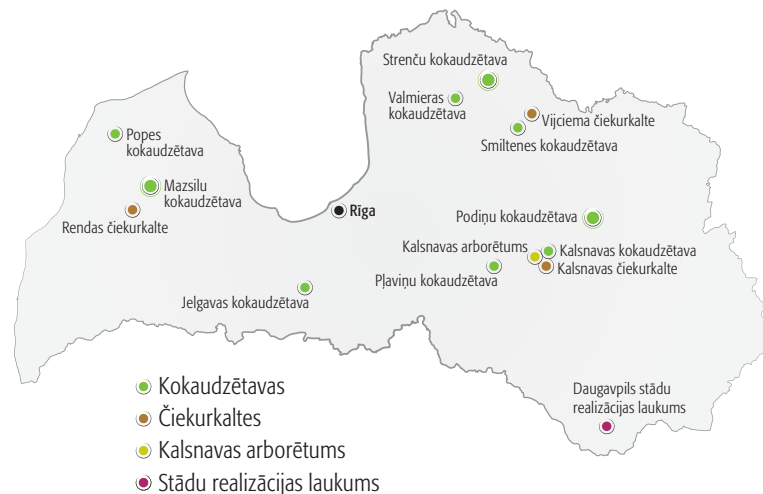 Strenču kokaudzētava
Valmieras
kokaudzētava
Vijciema čiekurkalte
Smiltenes kokaudzētava
Popes
kokaudzētava
Mazsilu
kokaudzētava
Rendas čiekurkalte
Rīga
Podiņu kokaudzētava
Kalsnavas arborētums
Kalsnavas kokaudzētava
Kalsnavas čiekurkalte
Pļaviņu kokaudzētava
Jelgavas kokaudzētava
Daugavpils stādu
realizācijas laukums
Kokaudzētavas
Čiekurkaltes
Kalsnavas arborētums
Stādu realizācijas laukums